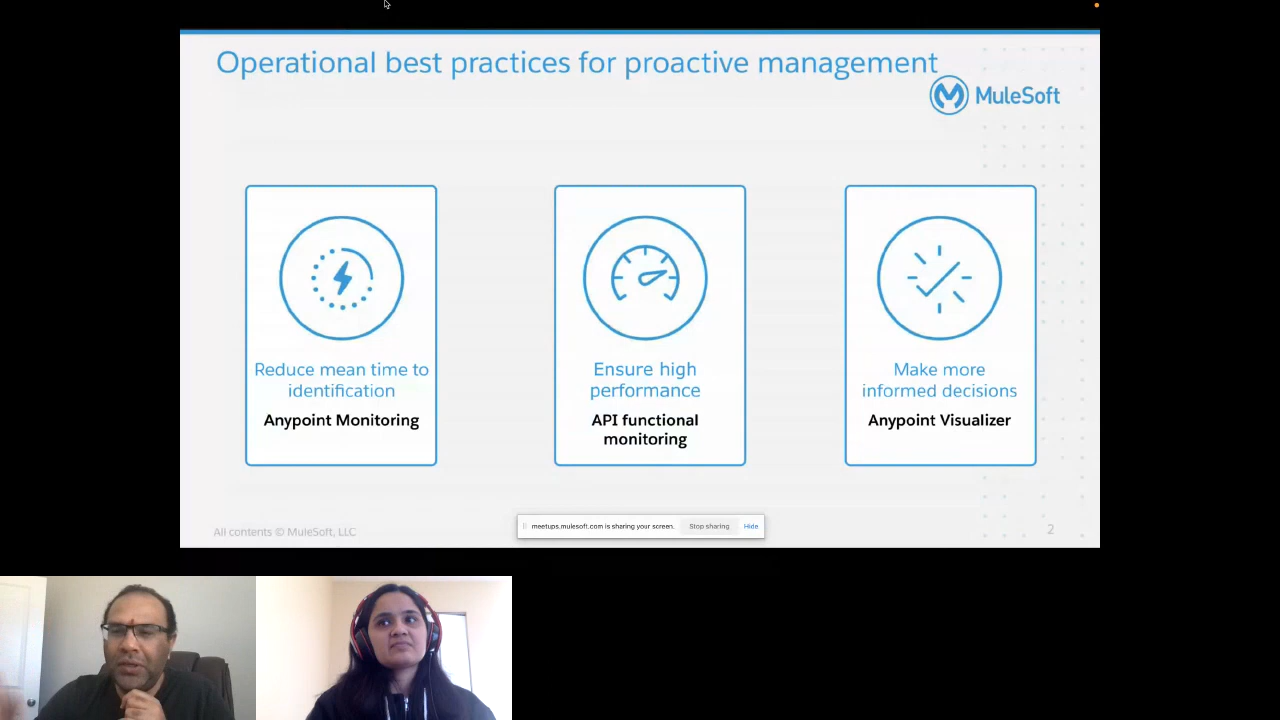 Operational best practices for proactive management
MuleSoft
Reduce mean time to
identification
Anypoint Monitoring
Ensure high
performance
API functional
monitoring
Make more
informed decisions
Anypoint Visualizer
meetups.mulesoft.com is sharing your screen. Stop sharing Hide
All contents © MuleSoft, LLC
2